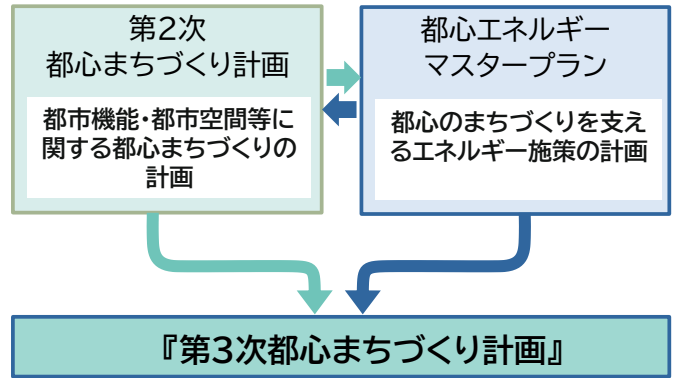 第2次
都心まちづくり計画
都市機能・都市空間等に
関する都心まちづくりの
計画
都心エネルギー
マスタープラン
都心のまちづくりを支え
るエネルギー施策の計画
『第3次都心まちづくり計画』